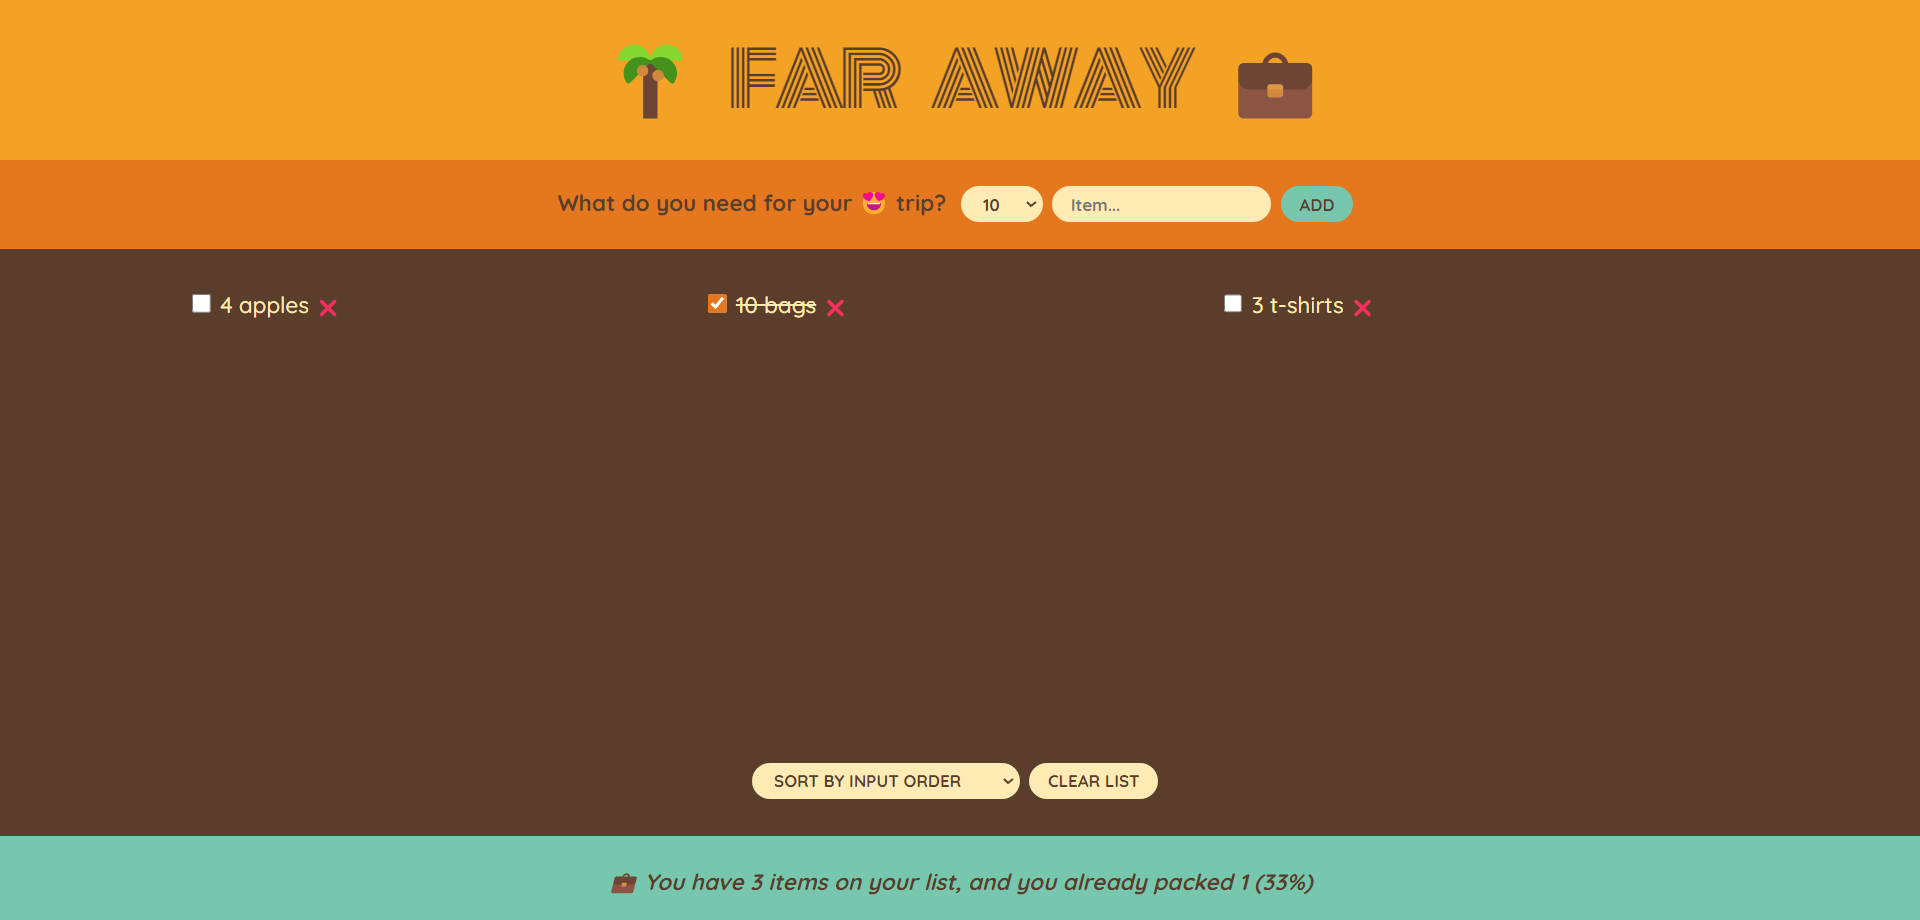 🌴 FAR AWAY 💼
What do you need for your 😍 trip? 10 Item... ADD
4 apples ❌ 10 bags ❌ 3 t-shirts ❌
SORT BY INPUT ORDER CLEAR LIST
💼 You have 3 items on your list, and you already packed 1 (33%)